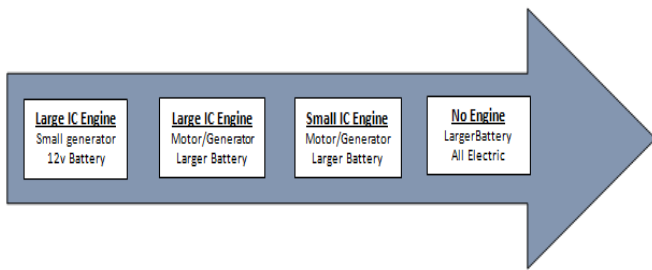 Large IC Engine
Small generator
12v Battery
Large IC Engine
Motor/Generator
Larger Battery
Small IC Engine
Motor/Generator
Larger Battery
No Engine
LargerBattery
All Electric